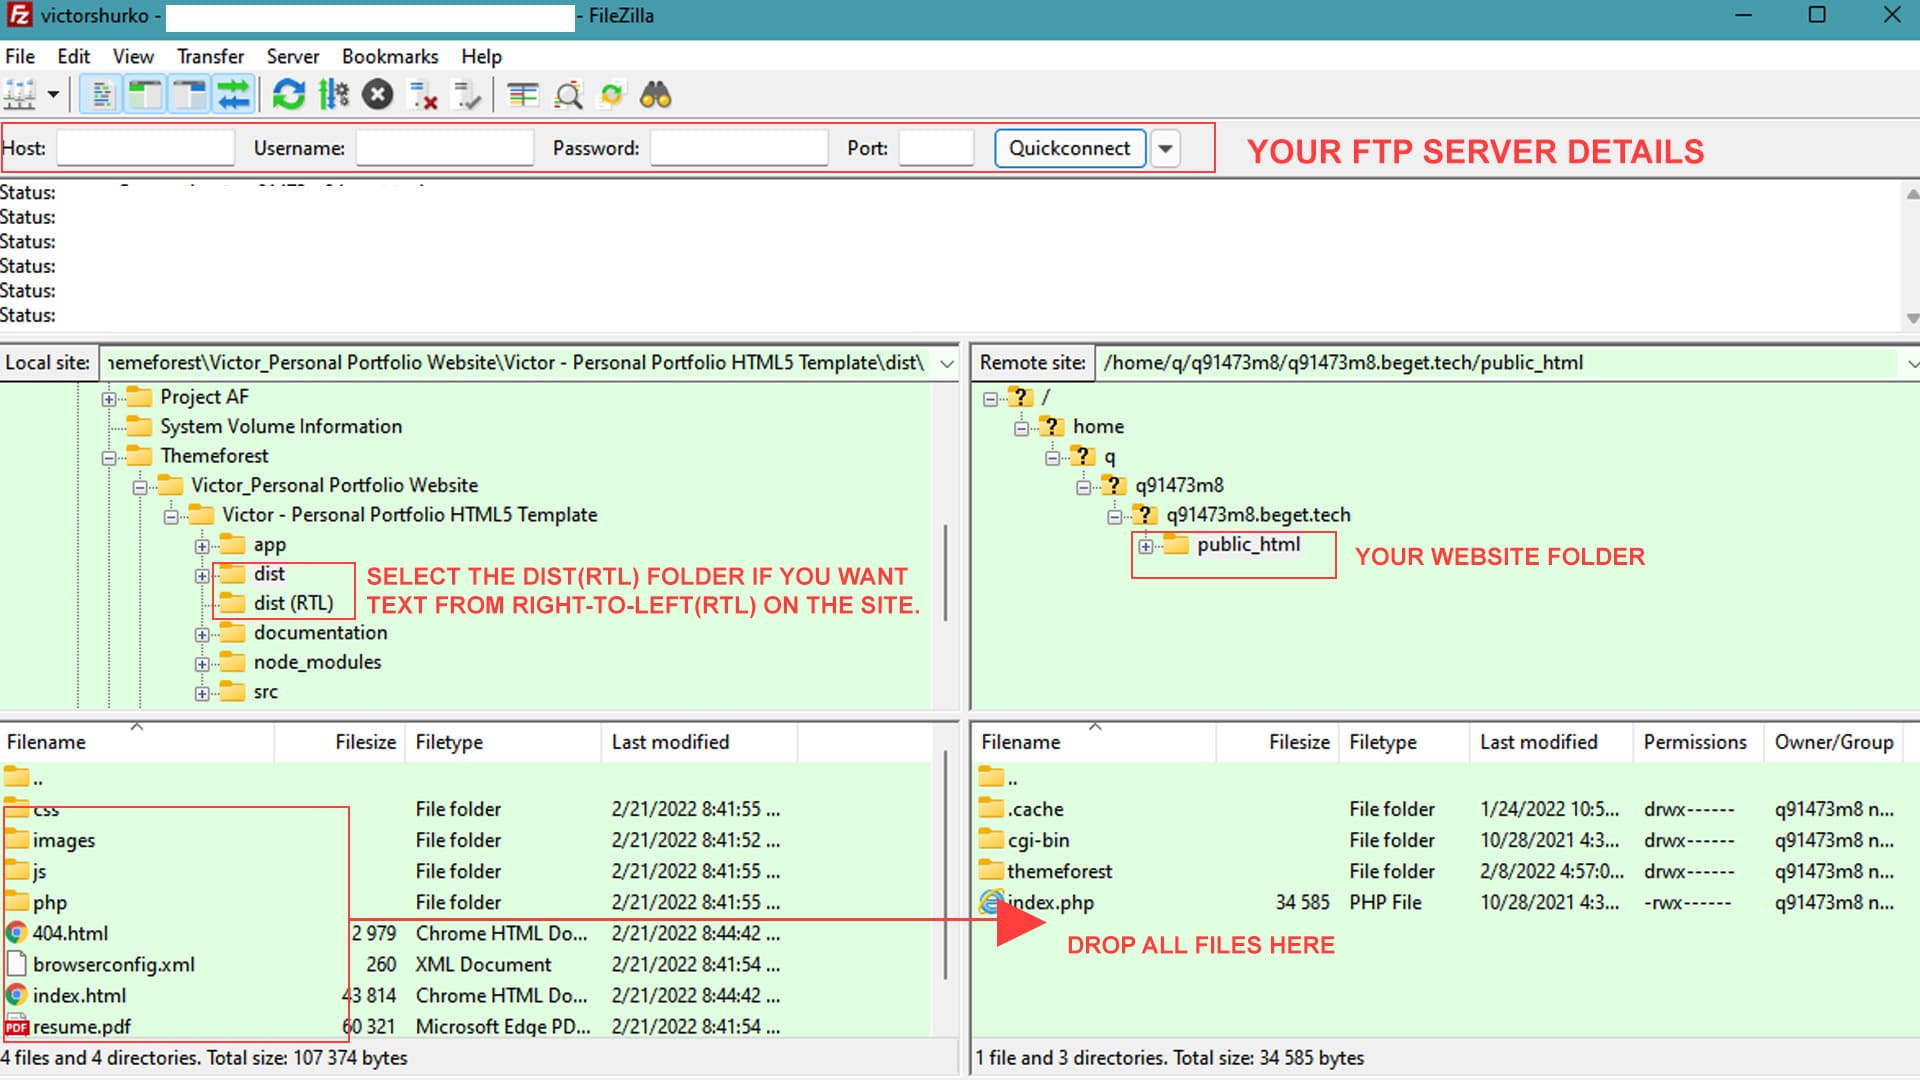 victorshurko - - FileZilla
File Edit View Transfer Server Bookmarks Help
Host: Username: Password: Port: Quickconnect YOUR FTP SERVER DETAILS
Status:
Status:
Status:
Status:
Status:
Status:
Local site: hemeforest\Victor_Personal Portfolio Website\Victor - Personal Portfolio HTML5 Template\dist\
Project AF
System Volume Information
Themeforest
Victor_Personal Portfolio Website
Victor - Personal Portfolio HTML5 Template
app
dist
dist (RTL)
SELECT THE DIST(RTL) FOLDER IF YOU WANT
TEXT FROM RIGHT-TO-LEFT(RTL) ON THE SITE.
documentation
node_modules
src
Remote site: /home/q/q91473m8/q91473m8.beget.tech/public_html
? /
? home
? q
? q91473m8
? q91473m8.beget.tech
public_html
YOUR WEBSITE FOLDER
Filename Filesize Filetype Last modified
..
css File folder 2/21/2022 8:41:55 ...
images File folder 2/21/2022 8:41:52 ...
js File folder 2/21/2022 8:41:55 ...
php File folder 2/21/2022 8:41:55 ...
404.html 2 979 Chrome HTML Do... 2/21/2022 8:44:42 ...
browserconfig.xml 260 XML Document 2/21/2022 8:41:54 ...
index.html 43 814 Chrome HTML Do... 2/21/2022 8:44:42 ...
PDF resume.pdf 60 321 Microsoft Edge PD... 2/21/2022 8:41:54 ...
4 files and 4 directories. Total size: 107 374 bytes
Filename Filesize Filetype Last modified Permissions Owner/Group
..
.cache File folder 1/24/2022 10:5... drwx------ q91473m8 n...
cgi-bin File folder 10/28/2021 4:3... drwx------ q91473m8 n...
themeforest File folder 2/8/2022 4:57:0... drwx------ q91473m8 n...
index.php 34 585 PHP File 10/28/2021 4:3... -rwx------ q91473m8 n...
DROP ALL FILES HERE
1 file and 3 directories. Total size: 34 585 bytes